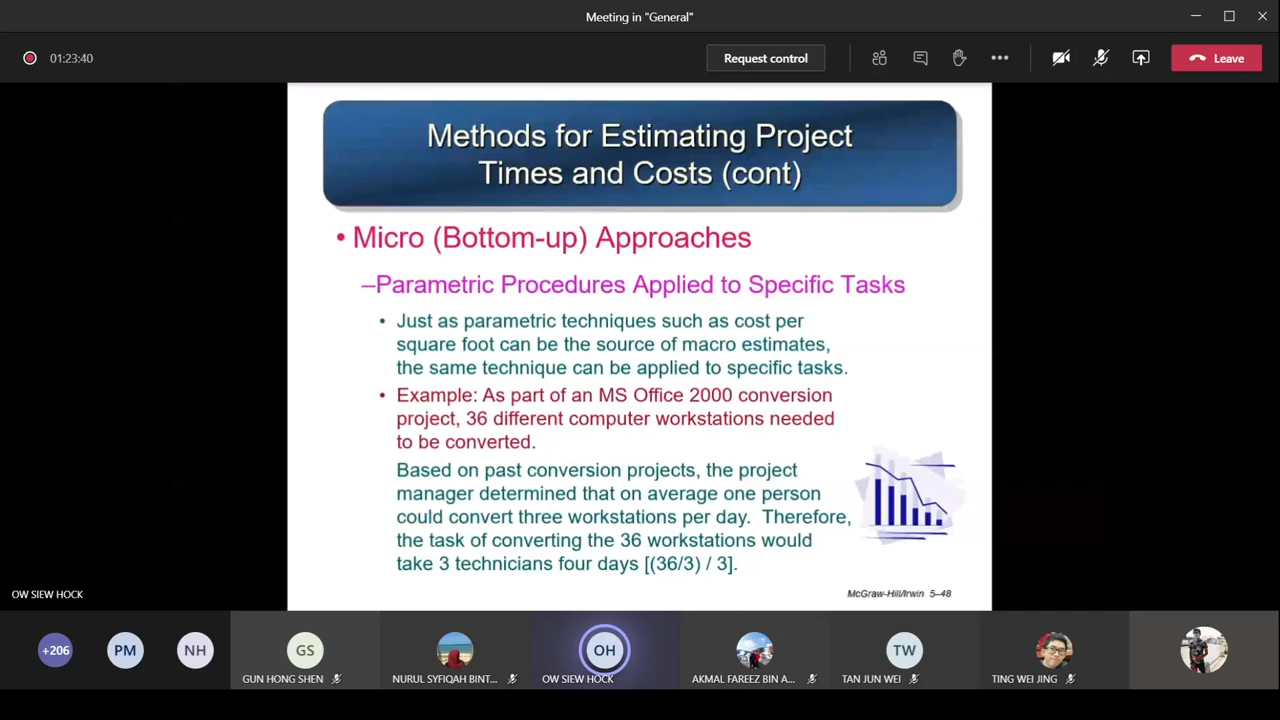 Meeting in "General"
01:23:40
Request control
Leave
Methods for Estimating Project
Times and Costs (cont)
• Micro (Bottom-up) Approaches
–Parametric Procedures Applied to Specific Tasks
• Just as parametric techniques such as cost per
square foot can be the source of macro estimates,
the same technique can be applied to specific tasks.
• Example: As part of an MS Office 2000 conversion
project, 36 different computer workstations needed
to be converted.
Based on past conversion projects, the project
manager determined that on average one person
could convert three workstations per day.  Therefore,
the task of converting the 36 workstations would
take 3 technicians four days [(36/3) / 3].
McGraw-Hill/Irwin 5–48
OW SIEW HOCK
+206
PM
NH
GS
GUN HONG SHEN
NURUL SYFIQAH BINT...
OH
OW SIEW HOCK
AKMAL FAREEZ BIN A...
TW
TAN JUN WEI
TING WEI JING